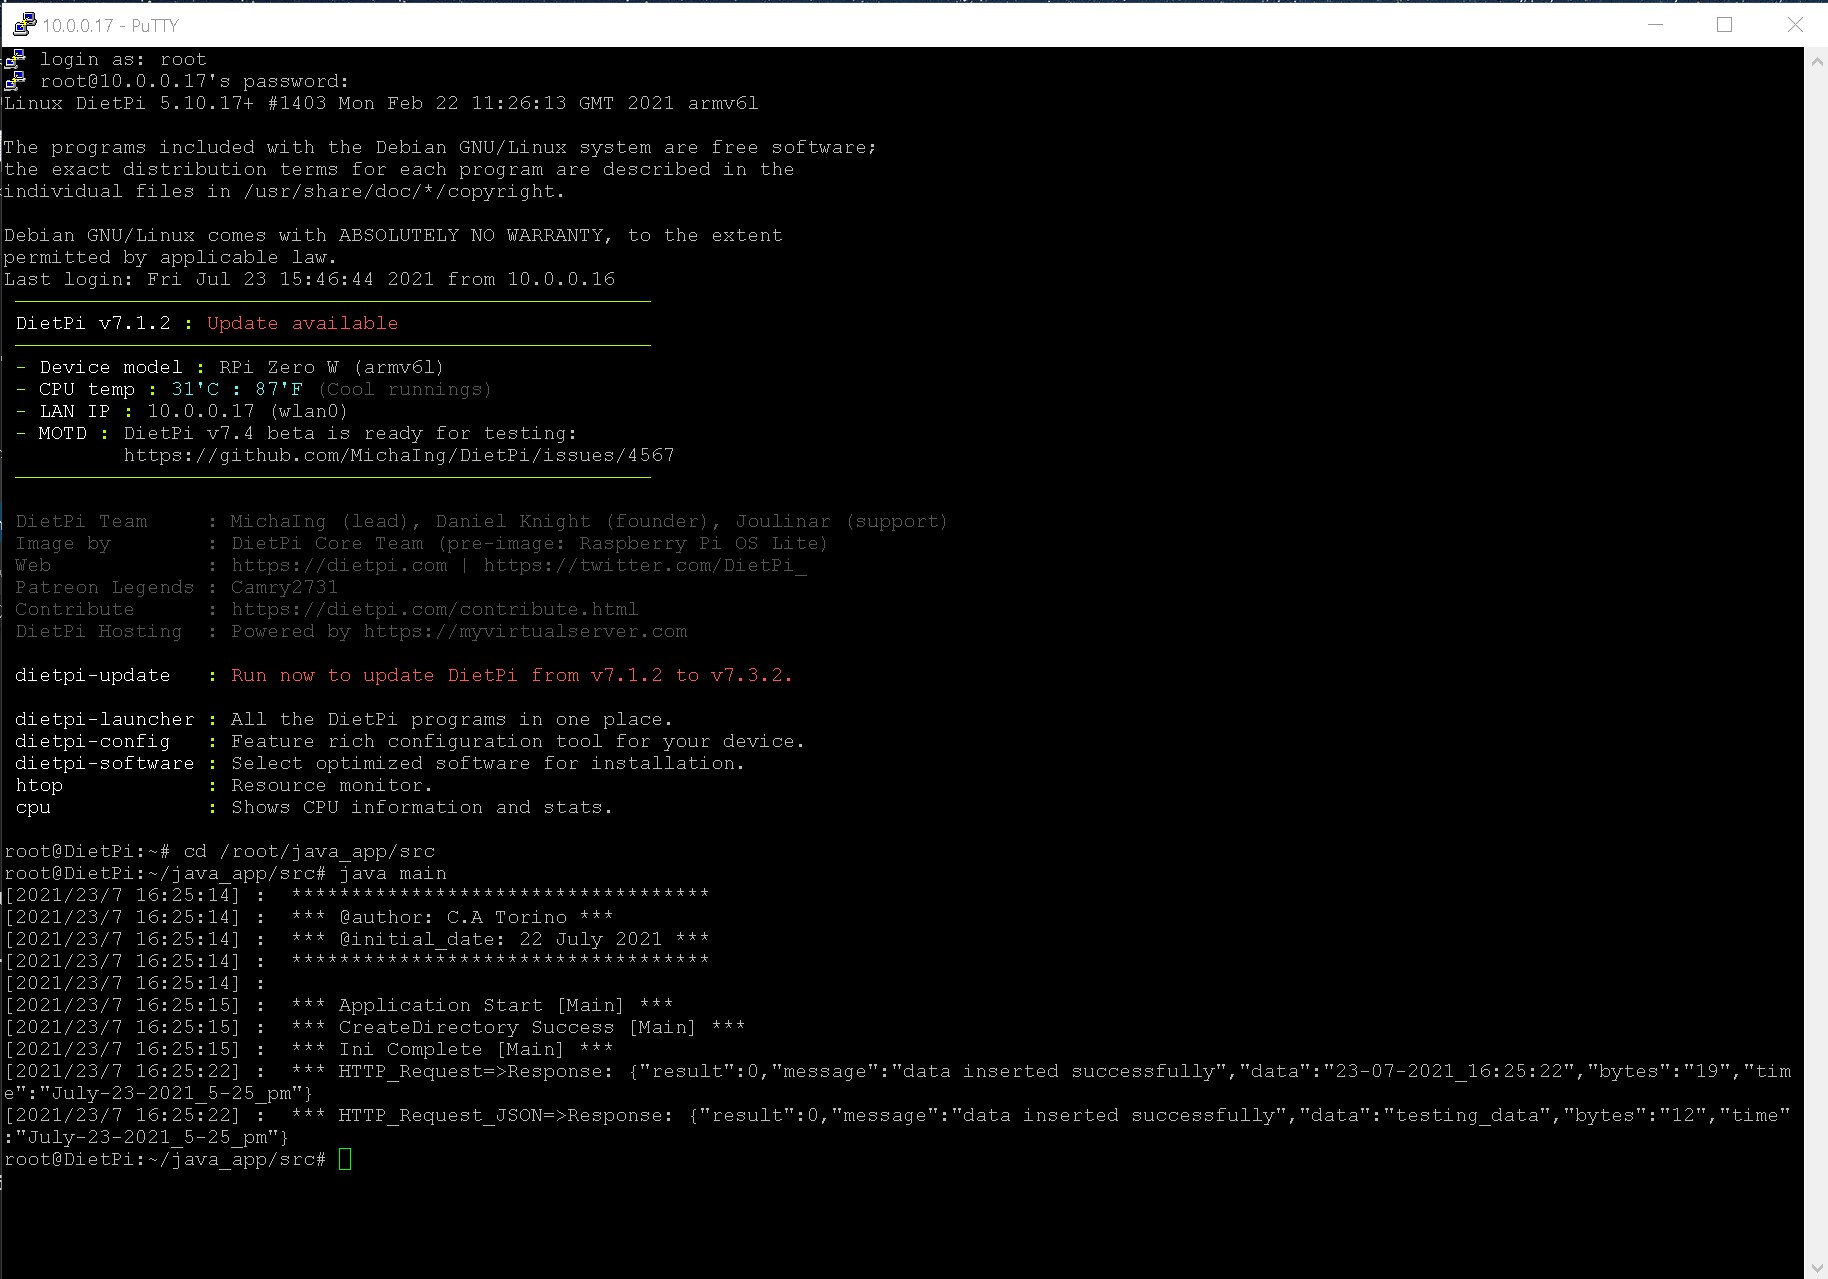 10.0.0.17 - PuTTY
login as: root
root@10.0.0.17's password:
Linux DietPi 5.10.17+ #1403 Mon Feb 22 11:26:13 GMT 2021 armv6l
The programs included with the Debian GNU/Linux system are free software;
the exact distribution terms for each program are described in the
individual files in /usr/share/doc/*/copyright.
Debian GNU/Linux comes with ABSOLUTELY NO WARRANTY, to the extent
permitted by applicable law.
Last login: Fri Jul 23 15:46:44 2021 from 10.0.0.16
DietPi v7.1.2 : Update available
- Device model : RPi Zero W (armv6l)
- CPU temp : 31'C : 87'F (Cool runnings)
- LAN IP : 10.0.0.17 (wlan0)
- MOTD : DietPi v7.4 beta is ready for testing:
https://github.com/MichaIng/DietPi/issues/4567
DietPi Team     : MichaIng (lead), Daniel Knight (founder), Joulinar (support)
Image by        : DietPi Core Team (pre-image: Raspberry Pi OS Lite)
Web             : https://dietpi.com | https://twitter.com/DietPi_
Patreon Legends : Camry2731
Contribute      : https://dietpi.com/contribute.html
DietPi Hosting  : Powered by https://myvirtualserver.com
dietpi-update   : Run now to update DietPi from v7.1.2 to v7.3.2.
dietpi-launcher : All the DietPi programs in one place.
dietpi-config   : Feature rich configuration tool for your device.
dietpi-software : Select optimized software for installation.
htop            : Resource monitor.
cpu             : Shows CPU information and stats.
root@DietPi:~# cd /root/java_app/src
root@DietPi:~/java_app/src# java main
[2021/23/7 16:25:14] :  ***********************************
[2021/23/7 16:25:14] :  *** @author: C.A Torino ***
[2021/23/7 16:25:14] :  *** @initial_date: 22 July 2021 ***
[2021/23/7 16:25:14] :  ***********************************
[2021/23/7 16:25:14] :
[2021/23/7 16:25:15] :  *** Application Start [Main] ***
[2021/23/7 16:25:15] :  *** CreateDirectory Success [Main] ***
[2021/23/7 16:25:15] :  *** Ini Complete [Main] ***
[2021/23/7 16:25:22] :  *** HTTP_Request=>Response: {"result":0,"message":"data inserted successfully","data":"23-07-2021_16:25:22","bytes":"19","tim
e":"July-23-2021_5-25_pm"}
[2021/23/7 16:25:22] :  *** HTTP_Request_JSON=>Response: {"result":0,"message":"data inserted successfully","data":"testing_data","bytes":"12","time"
:"July-23-2021_5-25_pm"}
root@DietPi:~/java_app/src#